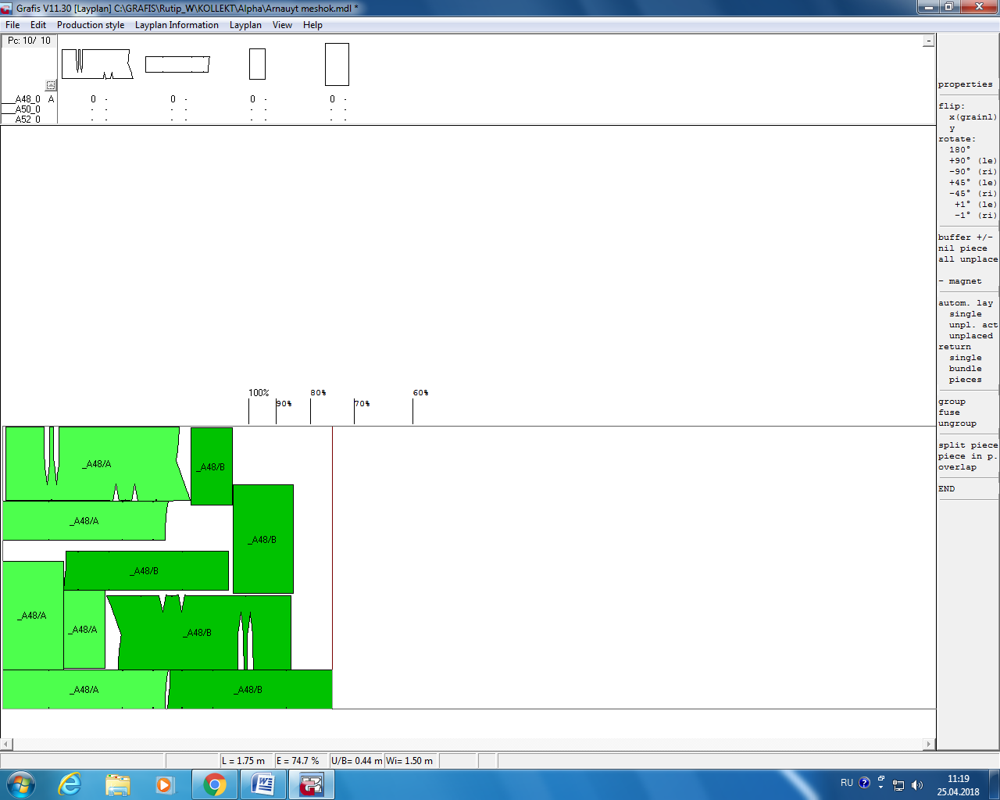 Grafis V11.30 [Layplan] C:\GRAFIS\Rutip_W\KOLLEKT\Alpha\Arnauyt meshok.mdl *
File Edit Production style Layplan Information Layplan View Help
Pc: 10/ 10
__A48_0 A 0 - 0 - 0 - 0 -
__A50_0 - - - - - - - -
A52_0 - - - - - - - -
properties
flip:
x(grainl)
y
rotate:
180°
+90° (le)
-90° (ri)
+45° (le)
-45° (ri)
+1° (le)
-1° (ri)
buffer +/-
nil piece
all unplace
- magnet
autom. lay
single
unpl. act
unplaced
return
single
bundle
pieces
group
fuse
ungroup
split piece
piece in p.
overlap
END
100% 80% 60%
90% 70%
_A48/A
_A48/B
_A48/A
_A48/B
_A48/B
_A48/A
_A48/A
_A48/B
_A48/A
_A48/B
L = 1.75 m E = 74.7 % U/B= 0.44 m Wi= 1.50 m
RU
11:19
25.04.2018